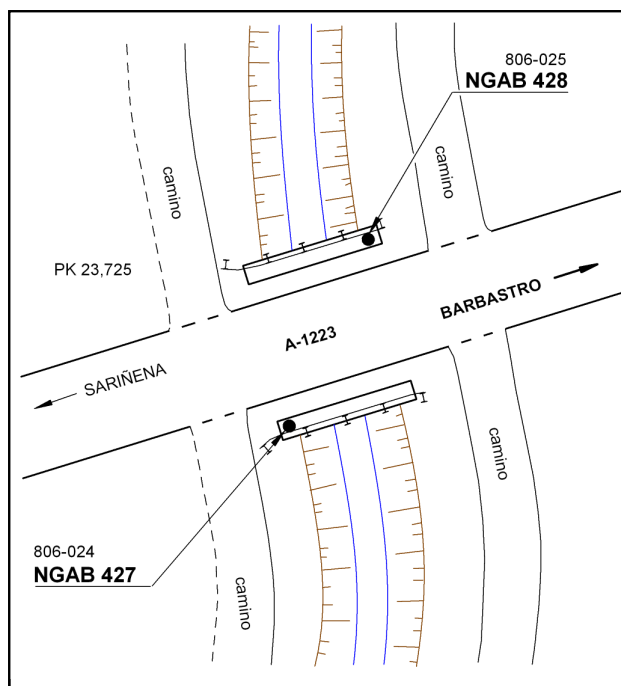 806-025
NGAB 428
camino
camino
PK 23,725
BARBASTRO
A-1223
SARIÑENA
camino
806-024
NGAB 427
camino